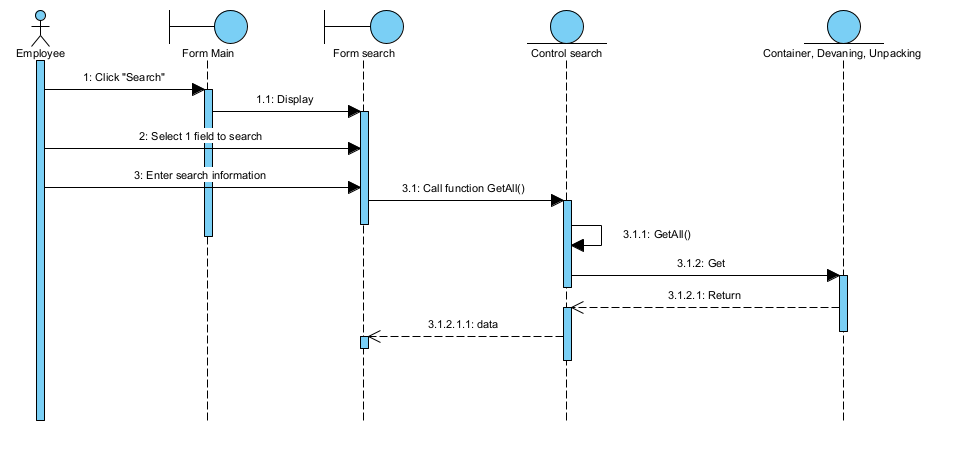 Employee
Form Main
Form search
Control search
Container, Devaning, Unpacking
1: Click "Search"
1.1: Display
2: Select 1 field to search
3: Enter search information
3.1: Call function GetAll()
3.1.1: GetAll()
3.1.2: Get
3.1.2.1: Return
3.1.2.1.1: data